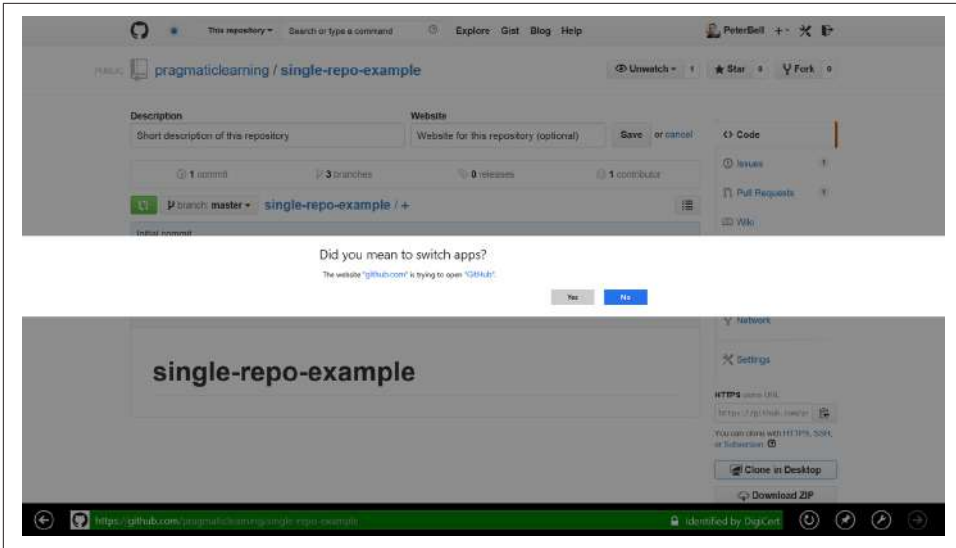 This repository Search or type a command Explore Gist Blog Help PeterBell
PUBLIC pragmaticlearning / single-repo-example Unwatch 1 Star 0 Fork 0
Description Website
Short description of this repository Website for this repository (optional) Save or cancel
Code
1 commit 3 branches 0 releases 1 contributor
Issues 1
branch: master single-repo-example / +
Pull Requests 1
Wiki
Initial commit
Did you mean to switch apps?
The website "github.com" is trying to open "GitHub".
Yes No
Network
single-repo-example
Settings
HTTPS clone URL
You can clone with HTTPS, SSH,
or Subversion.
Clone in Desktop
Download ZIP
https://github.com/pragmaticlearning/single-repo-example Identified by DigiCert